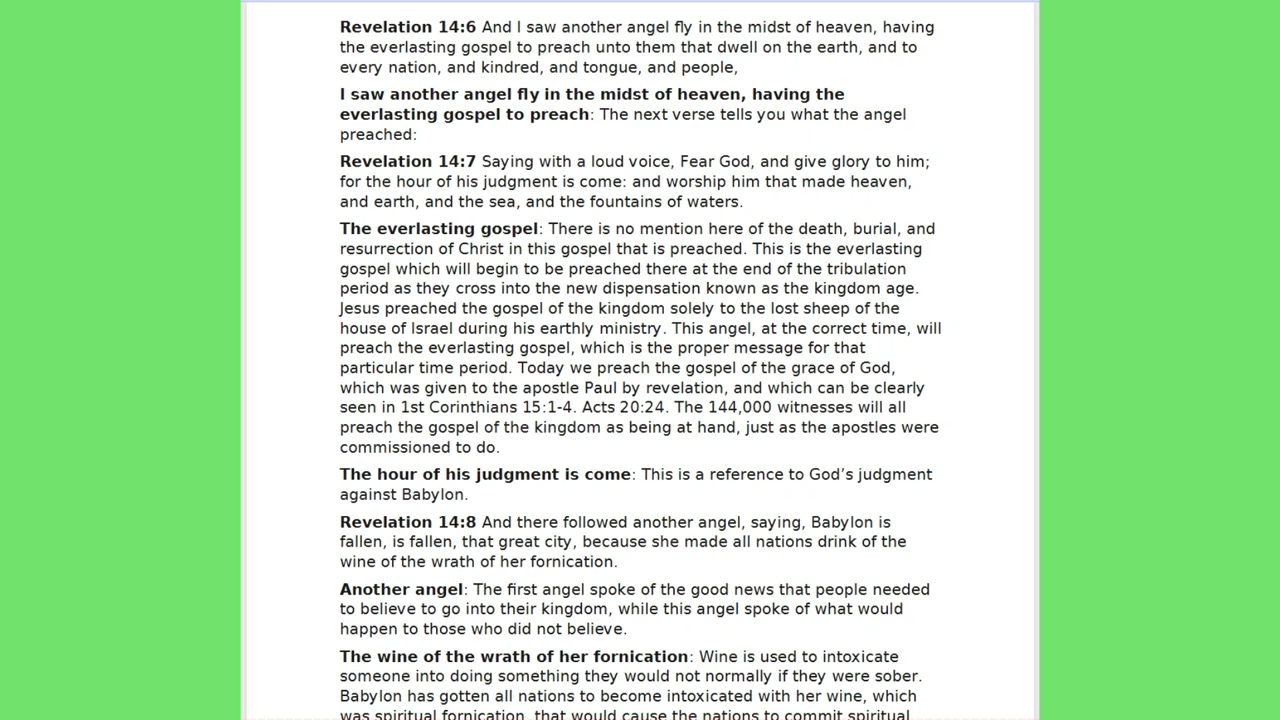 Revelation 14:6 And I saw another angel fly in the midst of heaven, having
the everlasting gospel to preach unto them that dwell on the earth, and to
every nation, and kindred, and tongue, and people,
I saw another angel fly in the midst of heaven, having the
everlasting gospel to preach: The next verse tells you what the angel
preached:
Revelation 14:7 Saying with a loud voice, Fear God, and give glory to him;
for the hour of his judgment is come: and worship him that made heaven,
and earth, and the sea, and the fountains of waters.
The everlasting gospel: There is no mention here of the death, burial, and
resurrection of Christ in this gospel that is preached. This is the everlasting
gospel which will begin to be preached there at the end of the tribulation
period as they cross into the new dispensation known as the kingdom age.
Jesus preached the gospel of the kingdom solely to the lost sheep of the
house of Israel during his earthly ministry. This angel, at the correct time, will
preach the everlasting gospel, which is the proper message for that
particular time period. Today we preach the gospel of the grace of God,
which was given to the apostle Paul by revelation, and which can be clearly
seen in 1st Corinthians 15:1-4. Acts 20:24. The 144,000 witnesses will all
preach the gospel of the kingdom as being at hand, just as the apostles were
commissioned to do.
The hour of his judgment is come: This is a reference to God’s judgment
against Babylon.
Revelation 14:8 And there followed another angel, saying, Babylon is
fallen, is fallen, that great city, because she made all nations drink of the
wine of the wrath of her fornication.
Another angel: The first angel spoke of the good news that people needed
to believe to go into their kingdom, while this angel spoke of what would
happen to those who did not believe.
The wine of the wrath of her fornication: Wine is used to intoxicate
someone into doing something they would not normally if they were sober.
Babylon has gotten all nations to become intoxicated with her wine, which
was spiritual fornication, that would cause the nations to commit spiritual